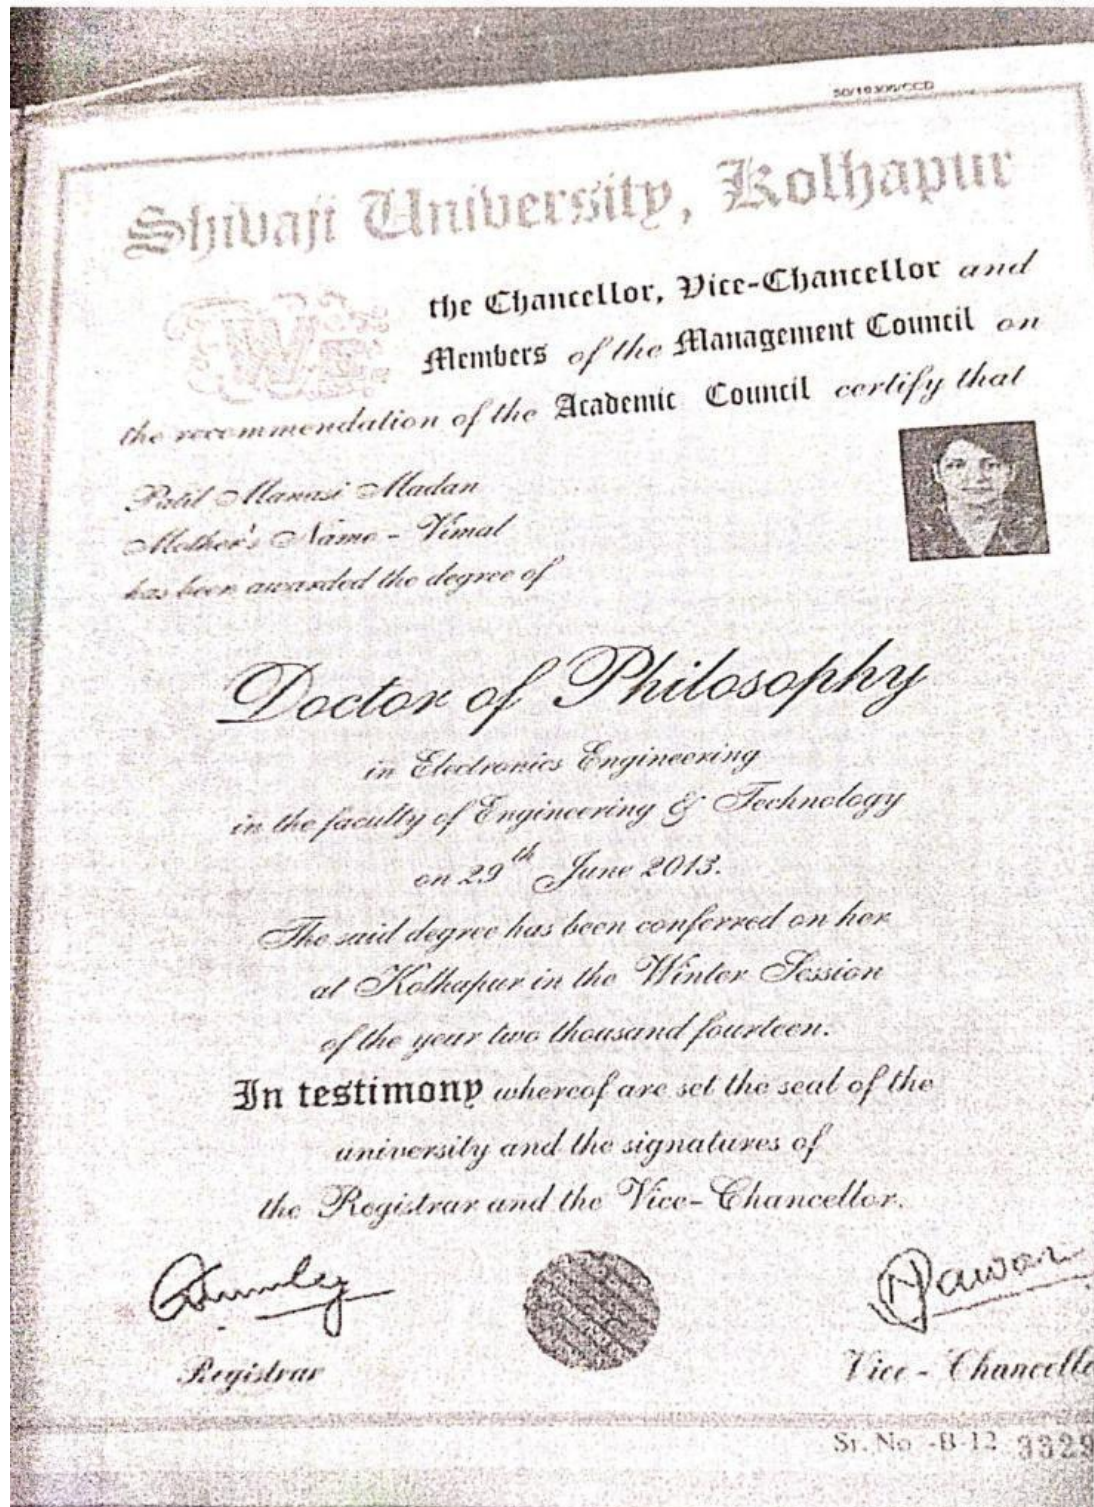 50/19306/CCD
Shivaji University, Kolhapur
WE the Chancellor, Vice-Chancellor and
Members of the Management Council on
the recommendation of the Academic Council certify that
Patil Manasi Madan
Mother's Name - Vimal
has been awarded the degree of
Doctor of Philosophy
in Electronics Engineering
in the faculty of Engineering & Technology
on 29th June 2013.
The said degree has been conferred on her
at Kolhapur in the Winter Session
of the year two thousand fourteen.
In testimony whereof are set the seal of the
university and the signatures of
the Registrar and the Vice-Chancellor.
Registrar
Vice - Chancello
Sr. No -B-12 3329